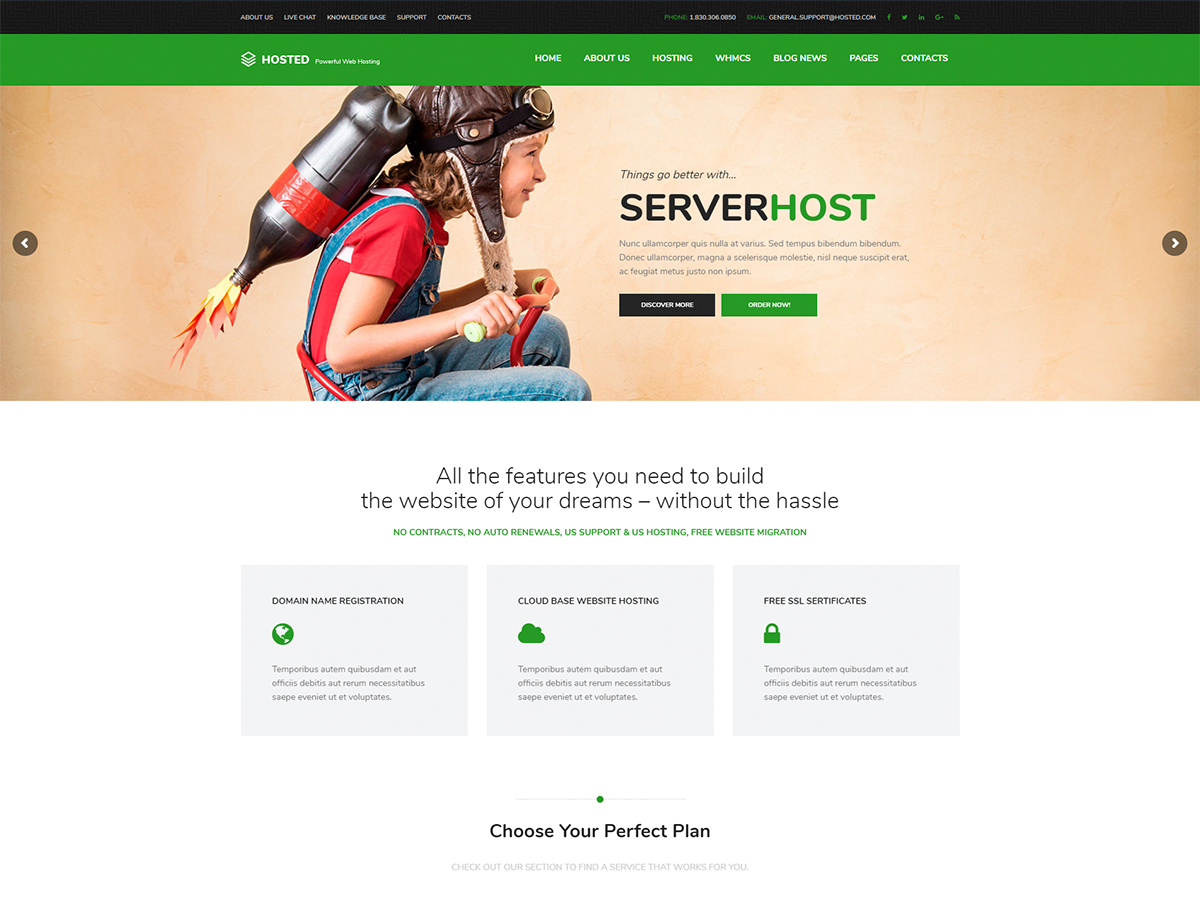 ABOUT US LIVE CHAT KNOWLEDGE BASE SUPPORT CONTACTS PHONE: 1.830.306.0850 EMAIL: GENERAL.SUPPORT@HOSTED.COM
HOSTED Powerful Web Hosting HOME ABOUT US HOSTING WHMCS BLOG NEWS PAGES CONTACTS
Things go better with...
SERVERHOST
Nunc ullamcorper quis nulla at varius. Sed tempus bibendum bibendum.
Donec ullamcorper, magna a scelerisque molestie, nisl neque suscipit erat,
ac feugiat metus justo non ipsum.
DISCOVER MORE ORDER NOW!
All the features you need to build
the website of your dreams – without the hassle
NO CONTRACTS, NO AUTO RENEWALS, US SUPPORT & US HOSTING, FREE WEBSITE MIGRATION
DOMAIN NAME REGISTRATION
Temporibus autem quibusdam et aut
officiis debitis aut rerum necessitatibus
saepe eveniet ut et voluptates.
CLOUD BASE WEBSITE HOSTING
Temporibus autem quibusdam et aut
officiis debitis aut rerum necessitatibus
saepe eveniet ut et voluptates.
FREE SSL SERTIFICATES
Temporibus autem quibusdam et aut
officiis debitis aut rerum necessitatibus
saepe eveniet ut et voluptates.
Choose Your Perfect Plan
CHECK OUT OUR SECTION TO FIND A SERVICE THAT WORKS FOR YOU.